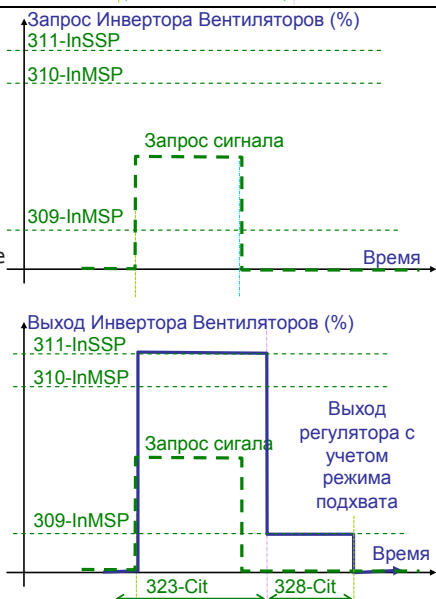 Запрос Инвертора Вентиляторов (%)
311-InSSP
310-InMSP
Запрос сигнала
309-InMSP
Время
е
Выход Инвертора Вентиляторов (%)
311-InSSP
310-InMSP
Выход
регулятора с
учетом
режима
подхвата
Запрос сигала
309-InMSP
Время
323-Cit
328-Cit